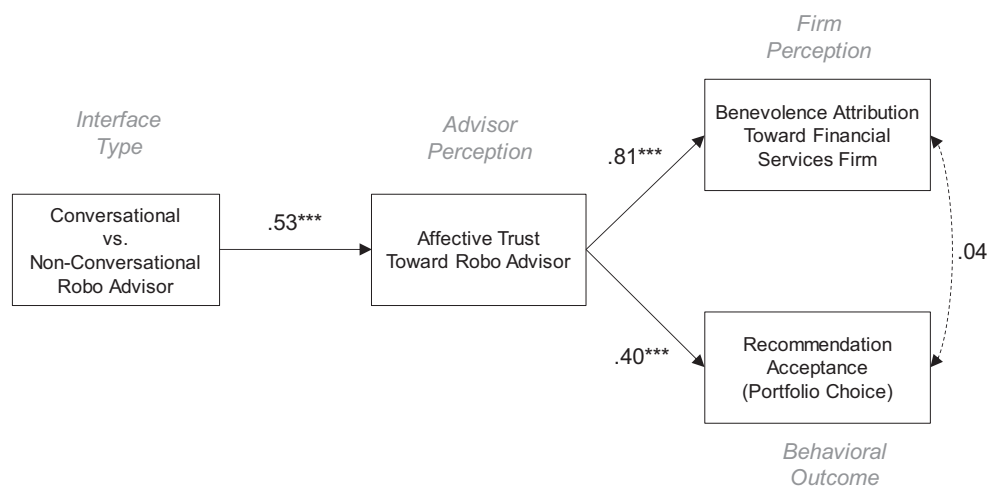 Interface
Type
Conversational
vs.
Non-Conversational
Robo Advisor
.53***
Advisor
Perception
Affective Trust
Toward Robo Advisor
.81***
.40***
Firm
Perception
Benevolence Attribution
Toward Financial
Services Firm
.04
Recommendation
Acceptance
(Portfolio Choice)
Behavioral
Outcome